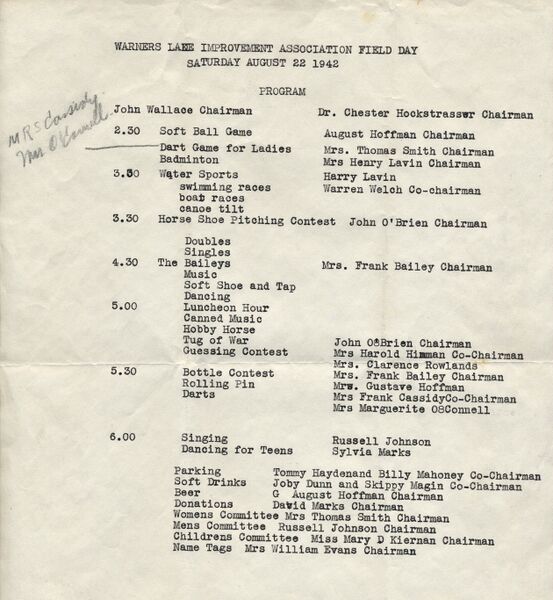 WARNERS LAKE IMPROVEMENT ASSOCIATION FIELD DAY
SATURDAY AUGUST 22 1942
PROGRAM
MRS Cassidy
Mrs O'Connell
John Wallace Chairman Dr. Chester Hockstraswr Chairman
2.30 Soft Ball Game August Hoffman Chairman
Dart Game for Ladies Mrs. Thomas Smith Chairman
Badminton Mrs Henry Lavin Chairman
3.00 Water Sports Harry Lavin
swimming races Warren Welch Co-chairman
boat races
canoe tilt
3.30 Horse Shoe Pitching Contest John O'Brien Chairman
Doubles
Singles
4.30 The Baileys Mrs. Frank Bailey Chairman
Music
Soft Shoe and Tap
Dancing
5.00 Luncheon Hour
Canned Music
Hobby Horse
Tug of War John O8Brien Chairman
Guessing Contest Mrs Harold Hinman Co-Chairman
Mrs. Clarence Rowlands
5.30 Bottle Contest Mrs. Frank Bailey Chairman
Rolling Pin Mrs. Gustave Hoffman
Darts Mrs Frank CassidyCo-Chairman
Mrs Marguerite O8Connell
6.00 Singing Russell Johnson
Dancing for Teens Sylvia Marks
Parking Tommy Haydenand Billy Mahoney Co-Chairman
Soft Drinks Joby Dunn and Skippy Magin Co-Chairman
Beer G August Hoffman Chairman
Donations David Marks Chairman
Womens Committee Mrs Thomas Smith Chairman
Mens Committee Russell Johnson Chairman
Childrens Committee Miss Mary D Kiernan Chairman
Name Tags Mrs William Evans Chairman